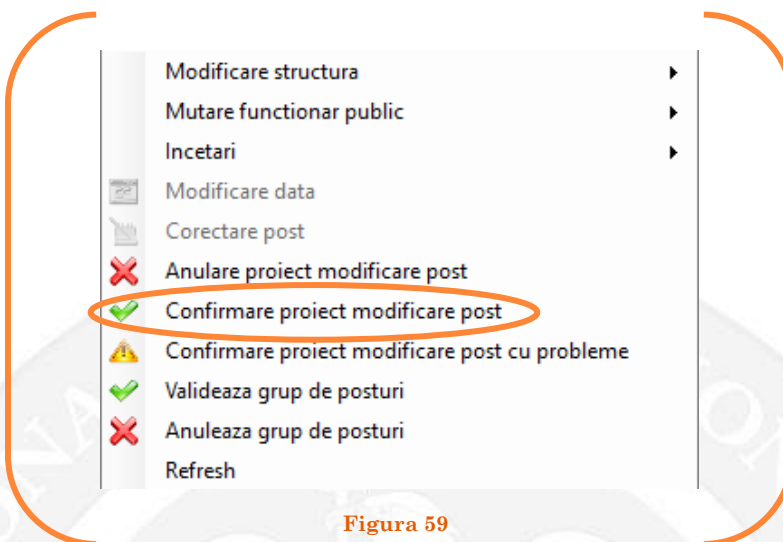 Modificare structura
Mutare functionar public
Incetari
Modificare data
Corectare post
Anulare proiect modificare post
Confirmare proiect modificare post
Confirmare proiect modificare post cu probleme
Valideaza grup de posturi
Anuleaza grup de posturi
Refresh
Figura 59